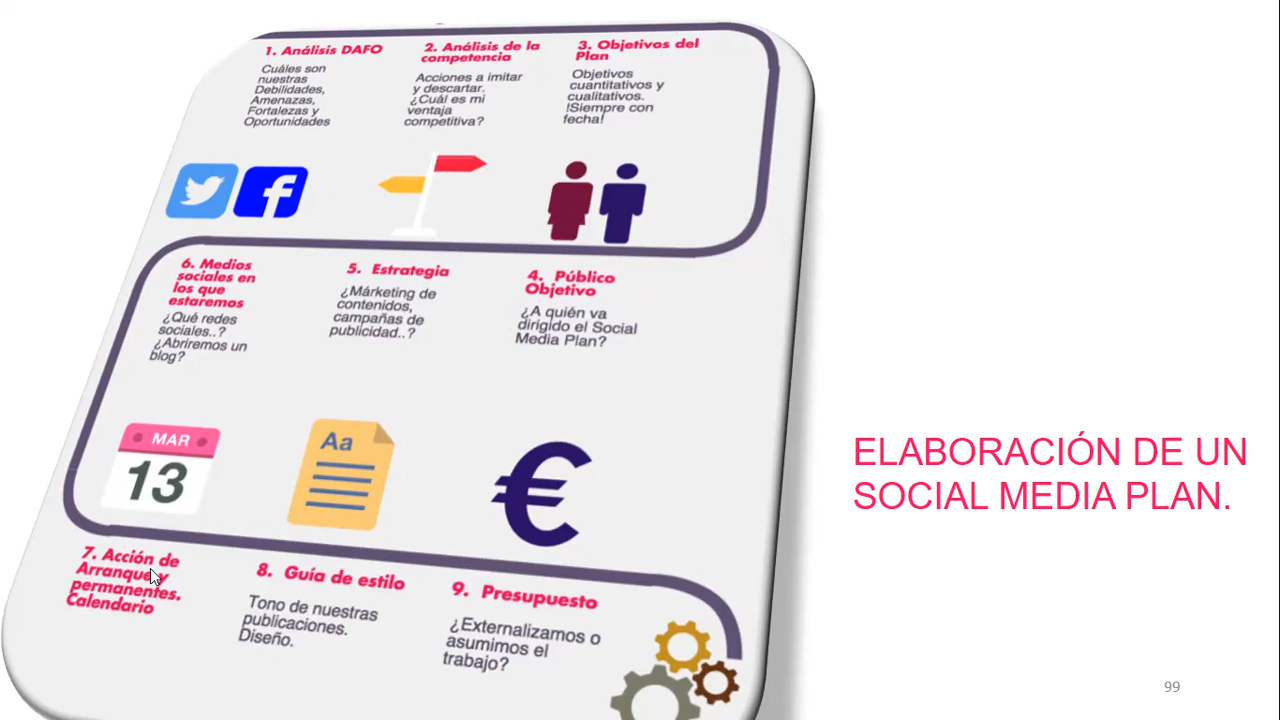 1. Análisis DAFO
Cuáles son
nuestras
Debilidades,
Amenazas,
Fortalezas y
Oportunidades
2. Análisis de la
competencia
Acciones a imitar
y descartar.
¿Cuál es mi
ventaja
competitiva?
3. Objetivos del
Plan
Objetivos
cuantitativos y
cualitativos.
!Siempre con
fecha!
6. Medios
sociales en
los que
estaremos
¿Qué redes
sociales..?
¿Abriremos un
blog?
5. Estrategia
¿Márketing de
contenidos,
campañas de
publicidad..?
4. Público
Objetivo
¿A quién va
dirigido el Social
Media Plan?
MAR
13
Aa
€
7. Acción de
Arranque y
permanentes.
Calendario
8. Guía de estilo
Tono de nuestras
publicaciones.
Diseño.
9. Presupuesto
¿Externalizamos o
asumimos el
trabajo?
ELABORACIÓN DE UN
SOCIAL MEDIA PLAN.
99